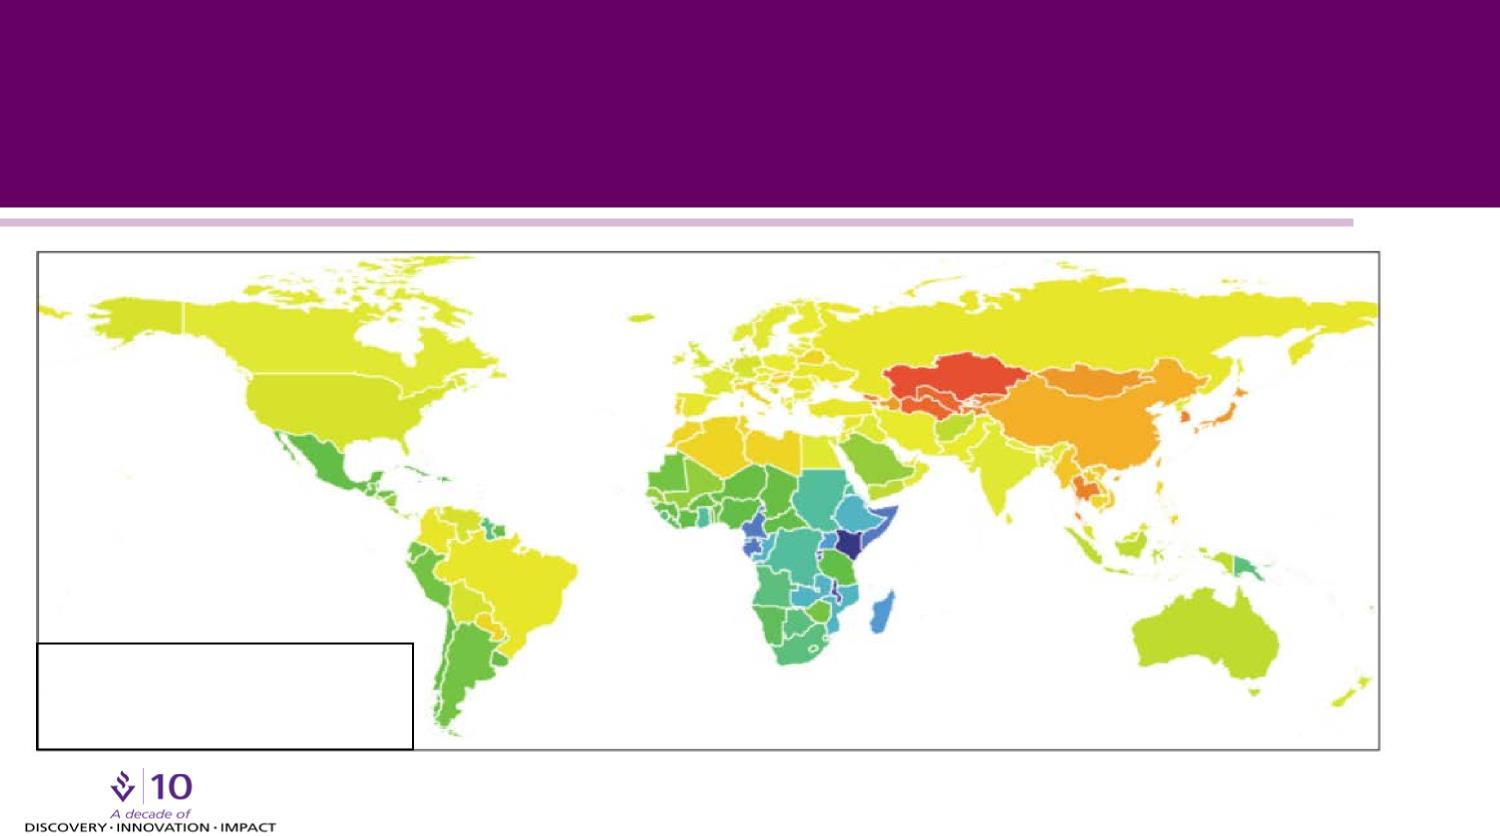 10
A decade of
DISCOVERY · INNOVATION · IMPACT